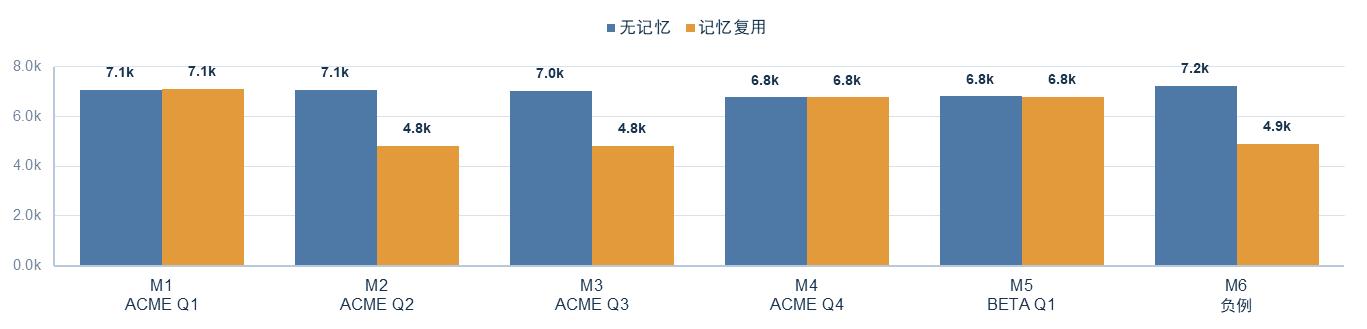 无记忆 记忆复用
8.0k
6.0k
4.0k
2.0k
0.0k
7.1k 7.1k 7.1k 4.8k 7.0k 4.8k 6.8k 6.8k 6.8k 6.8k 7.2k 4.9k
M1 M2 M3 M4 M5 M6
ACME Q1 ACME Q2 ACME Q3 ACME Q4 BETA Q1 负例